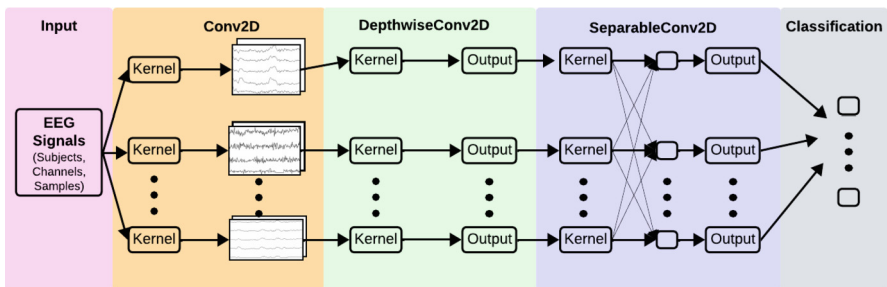 Input
Conv2D
DepthwiseConv2D
SeparableConv2D
Classification
Kernel
Kernel
Output
Kernel
Output
EEG
Signals
(Subjects,
Channels,
Samples)
Kernel
Kernel
Output
Kernel
Output
Kernel
Kernel
Output
Kernel
Output